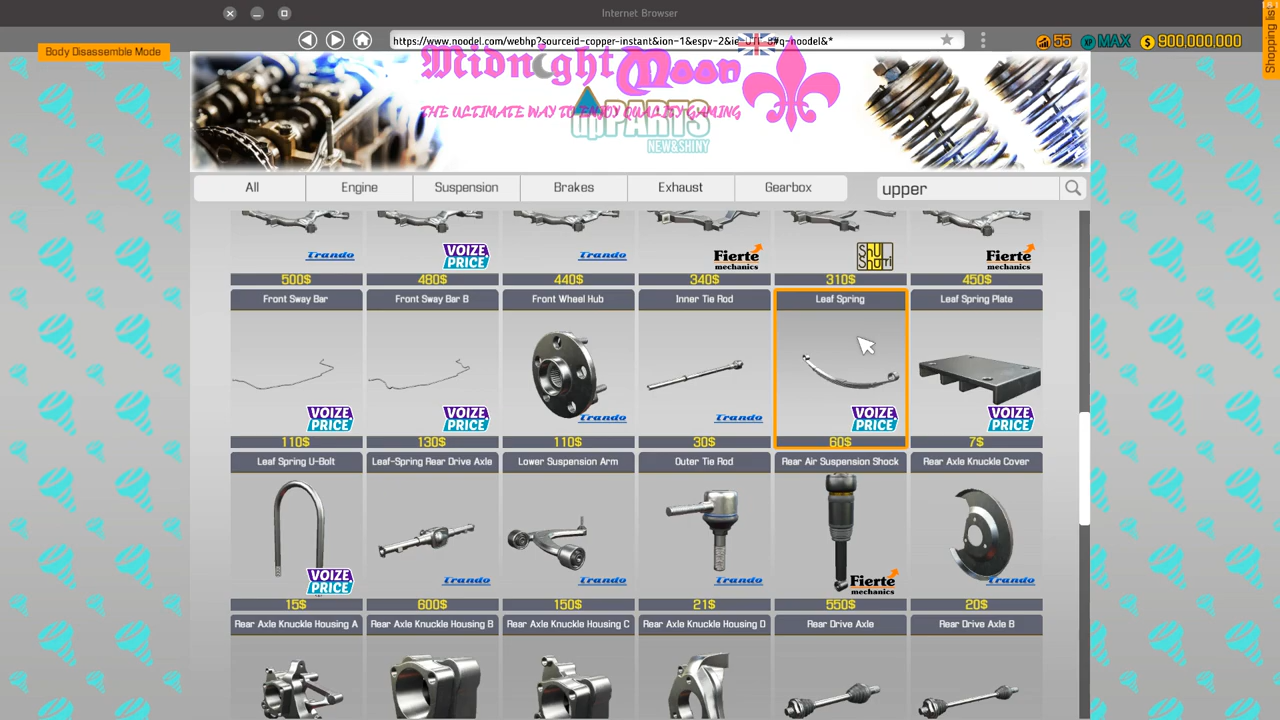 Internet Browser
Body Disassemble Mode
https://www.noodel.com/webhp?sourceid-copper-instant&ion-1&espv-2&ie
#q-noodel&*
55
XP MAX
$ 900,000,000
Shopping list
Midnight Moon
THE ULTIMATE WAY TO ENJOY QUALITY GAMING
PARTS
NEW&SHINY
All Engine Suspension Brakes Exhaust Gearbox
upper
Trando VOIZE PRICE Trando Fierte mechanics Shul Shotri Fierte mechanics
500$ 480$ 440$ 340$ 310$ 450$
Front Sway Bar Front Sway Bar B Front Wheel Hub Inner Tie Rod Leaf Spring Leaf Spring Plate
VOIZE PRICE VOIZE PRICE Trando Trando VOIZE PRICE VOIZE PRICE
110$ 130$ 110$ 30$ 60$ 7$
Leaf Spring U-Bolt Leaf-Spring Rear Drive Axle Lower Suspension Arm Outer Tie Rod Rear Air Suspension Shock Rear Axle Knuckle Cover
VOIZE PRICE Trando Trando Trando Fierte mechanics Trando
15$ 600$ 150$ 21$ 550$ 20$
Rear Axle Knuckle Housing A Rear Axle Knuckle Housing B Rear Axle Knuckle Housing C Rear Axle Knuckle Housing D Rear Drive Axle Rear Drive Axle B